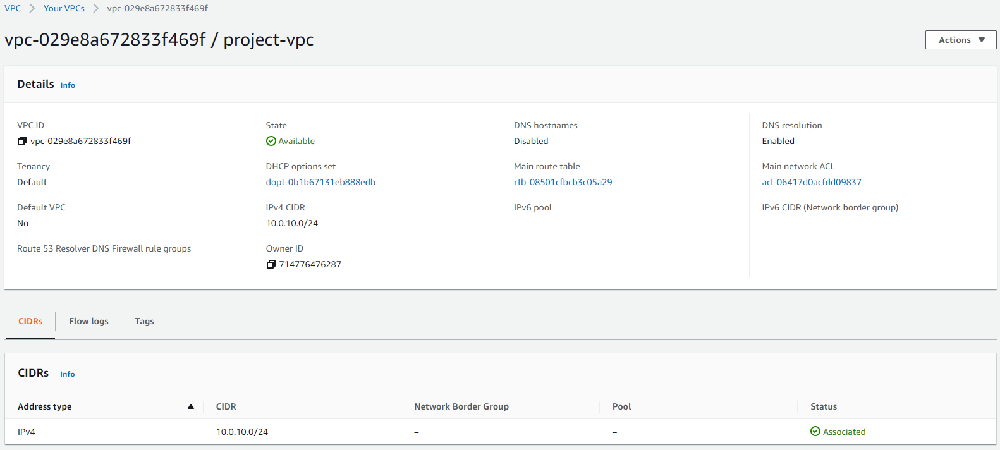 VPC > Your VPCs > vpc-029e8a672833f469f
vpc-029e8a672833f469f / project-vpc
Actions ▼
Details Info
VPC ID State DNS hostnames DNS resolution
vpc-029e8a672833f469f Available Disabled Enabled
Tenancy DHCP options set Main route table Main network ACL
Default dopt-0b1b67131eb888edb rtb-08501cfbcb3c05a29 acl-06417d0acfdd09837
Default VPC IPv4 CIDR IPv6 pool IPv6 CIDR (Network border group)
No 10.0.10.0/24 – –
Route 53 Resolver DNS Firewall rule groups Owner ID
– 714776476287
CIDRs Flow logs Tags
CIDRs Info
Address type ▲ CIDR Network Border Group Pool Status
IPv4 10.0.10.0/24 – – Associated